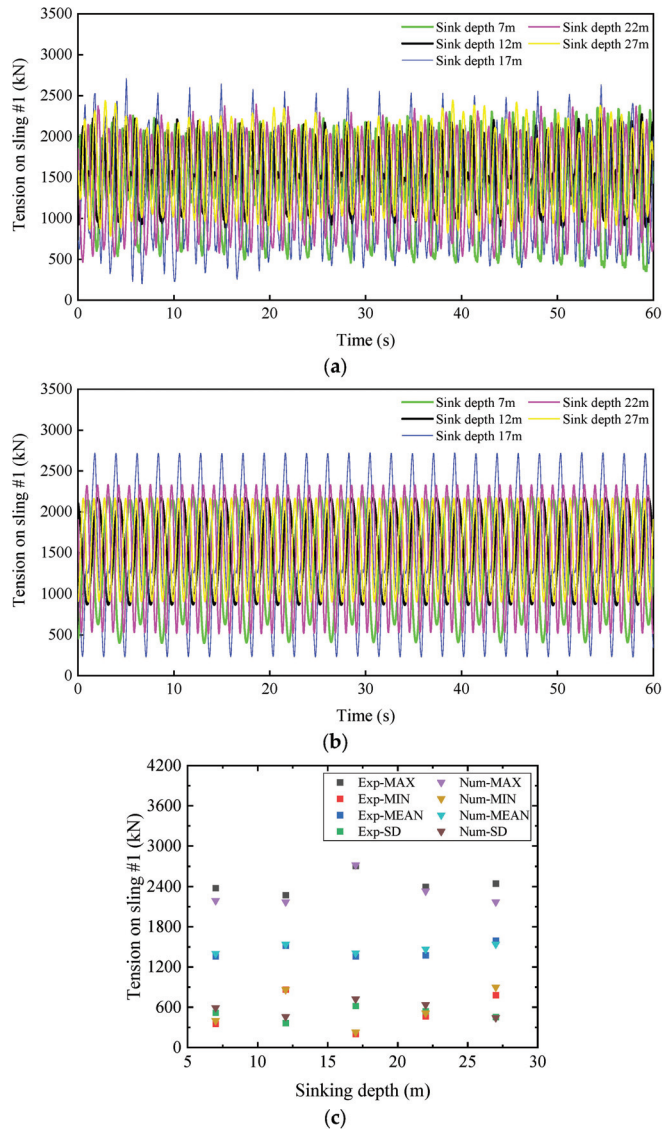 (a)
Sink depth 7m Sink depth 22m
Sink depth 12m Sink depth 27m
Sink depth 17m
3500
3000
2500
2000
1500
1000
500
0
Tension on sling #1 (kN)
0 10 20 30 40 50 60
Time (s)
(a)
Sink depth 7m Sink depth 22m
Sink depth 12m Sink depth 27m
Sink depth 17m
3500
3000
2500
2000
1500
1000
500
0
Tension on sling #1 (kN)
0 10 20 30 40 50 60
Time (s)
(b)
4200
3600
3000
2400
1800
1200
600
0
Tension on sling #1 (kN)
Exp-MAX Num-MAX
Exp-MIN Num-MIN
Exp-MEAN Num-MEAN
Exp-SD Num-SD
5 10 15 20 25 30
Sinking depth (m)
(c)